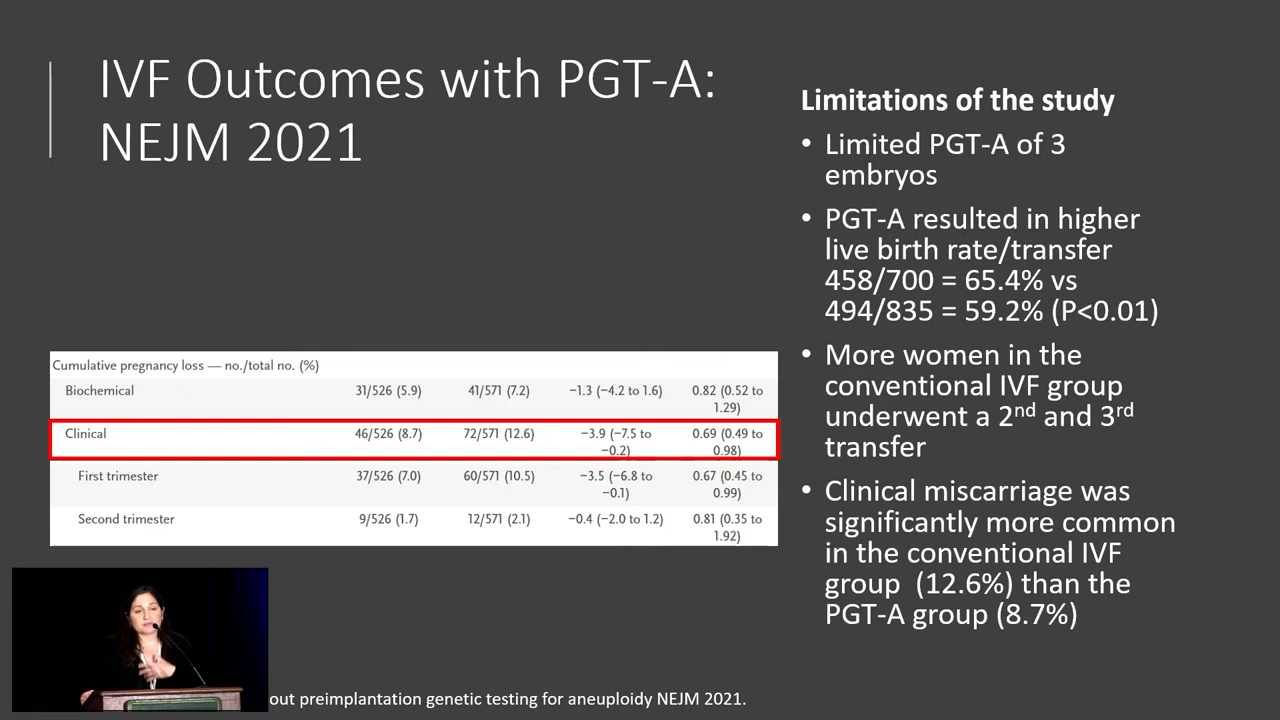 IVF Outcomes with PGT-A:
NEJM 2021
Cumulative pregnancy loss — no./total no. (%)
Biochemical 31/526 (5.9) 41/571 (7.2) −1.3 (−4.2 to 1.6) 0.82 (0.52 to
1.29)
Clinical 46/526 (8.7) 72/571 (12.6) −3.9 (−7.5 to 0.69 (0.49 to
−0.2) 0.98)
First trimester 37/526 (7.0) 60/571 (10.5) −3.5 (−6.8 to 0.67 (0.45 to
−0.1) 0.99)
Second trimester 9/526 (1.7) 12/571 (2.1) −0.4 (−2.0 to 1.2) 0.81 (0.35 to
1.92)
Limitations of the study
• Limited PGT-A of 3
embryos
• PGT-A resulted in higher
live birth rate/transfer
458/700 = 65.4% vs
494/835 = 59.2% (P<0.01)
• More women in the
conventional IVF group
underwent a 2nd and 3rd
transfer
• Clinical miscarriage was
significantly more common
in the conventional IVF
group (12.6%) than the
PGT-A group (8.7%)
out preimplantation genetic testing for aneuploidy NEJM 2021.